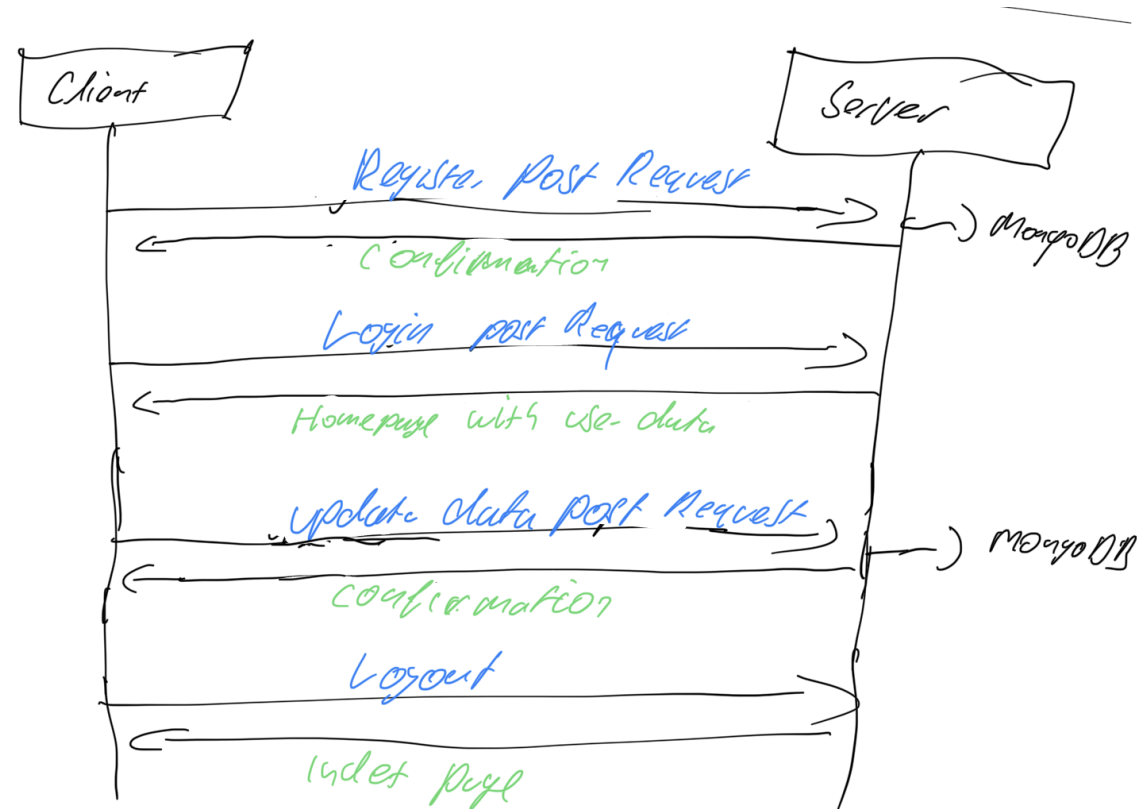 Client
Server
Register post Request
MongoDB
Confirmation
Login post Request
Homepage with use- data
update data post Request
MongoDB
confirmation
Logout
Index page